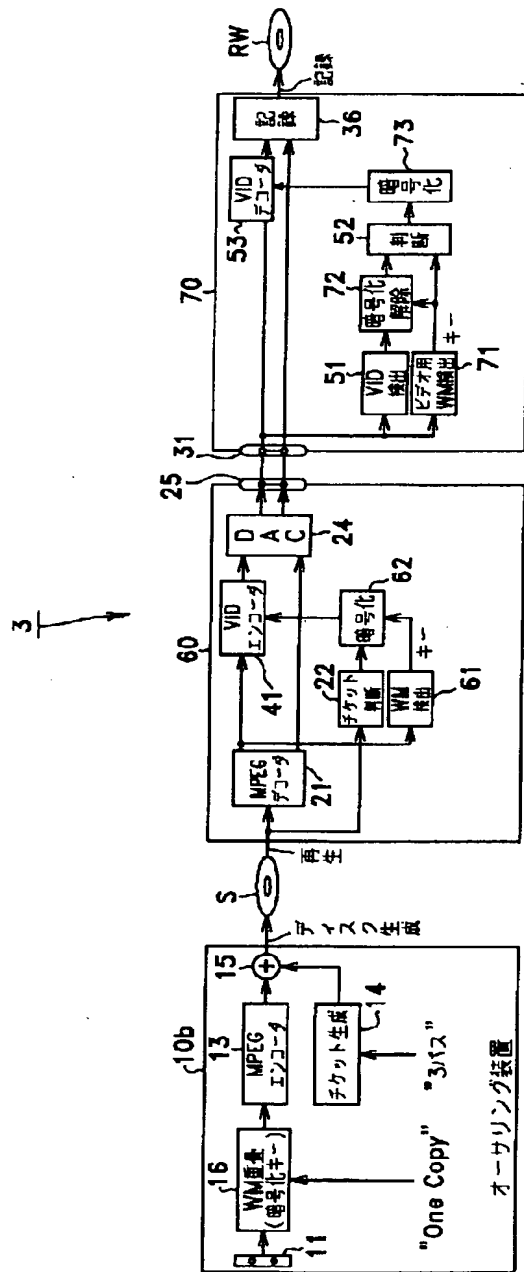 3
10b
11
16
WM重畳
(暗号化キー)
"One Copy"
13
MPEG
エンコーダ
15
14
チケット生成
"3パス"
オーサリング装置
ディスク生成
S
再生
60
21
MPEG
デコーダ
41
VID
エンコーダ
22
チケット
判断
61
WM
検出
キー
62
暗号化
24
DAC
25
31
70
51
VID
検出
71
ビデオ用
WM検出
キー
72
暗号化
解除
52
判断
73
暗号化
53
VID
デコーダ
36
記録
記録
RW